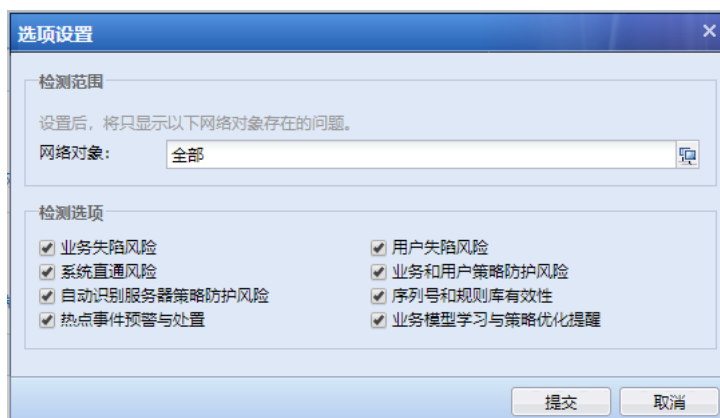 选项设置
检测范围
设置后，将只显示以下网络对象存在的问题。
网络对象： 全部
检测选项
业务失陷风险 用户失陷风险
系统直通风险 业务和用户策略防护风险
自动识别服务器策略防护风险 序列号和规则库有效性
热点事件预警与处置 业务模型学习与策略优化提醒
提交 取消